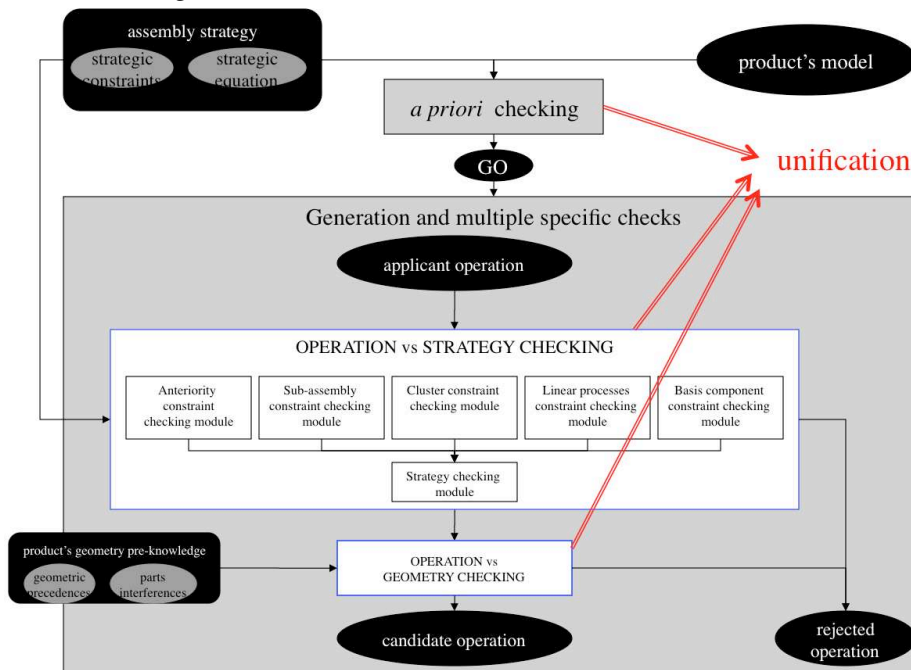 assembly strategy
strategic
constraints
strategic
equation
product's model
a priori checking
unification
GO
Generation and multiple specific checks
applicant operation
OPERATION vs STRATEGY CHECKING
Anteriority
constraint
checking module
Sub-assembly
constraint checking
module
Cluster constraint
checking module
Linear processes
constraint checking
module
Basis component
constraint checking
module
Strategy checking
module
product's geometry pre-knowledge
geometric
precedences
parts
interferences
OPERATION vs
GEOMETRY CHECKING
candidate operation
rejected
operation